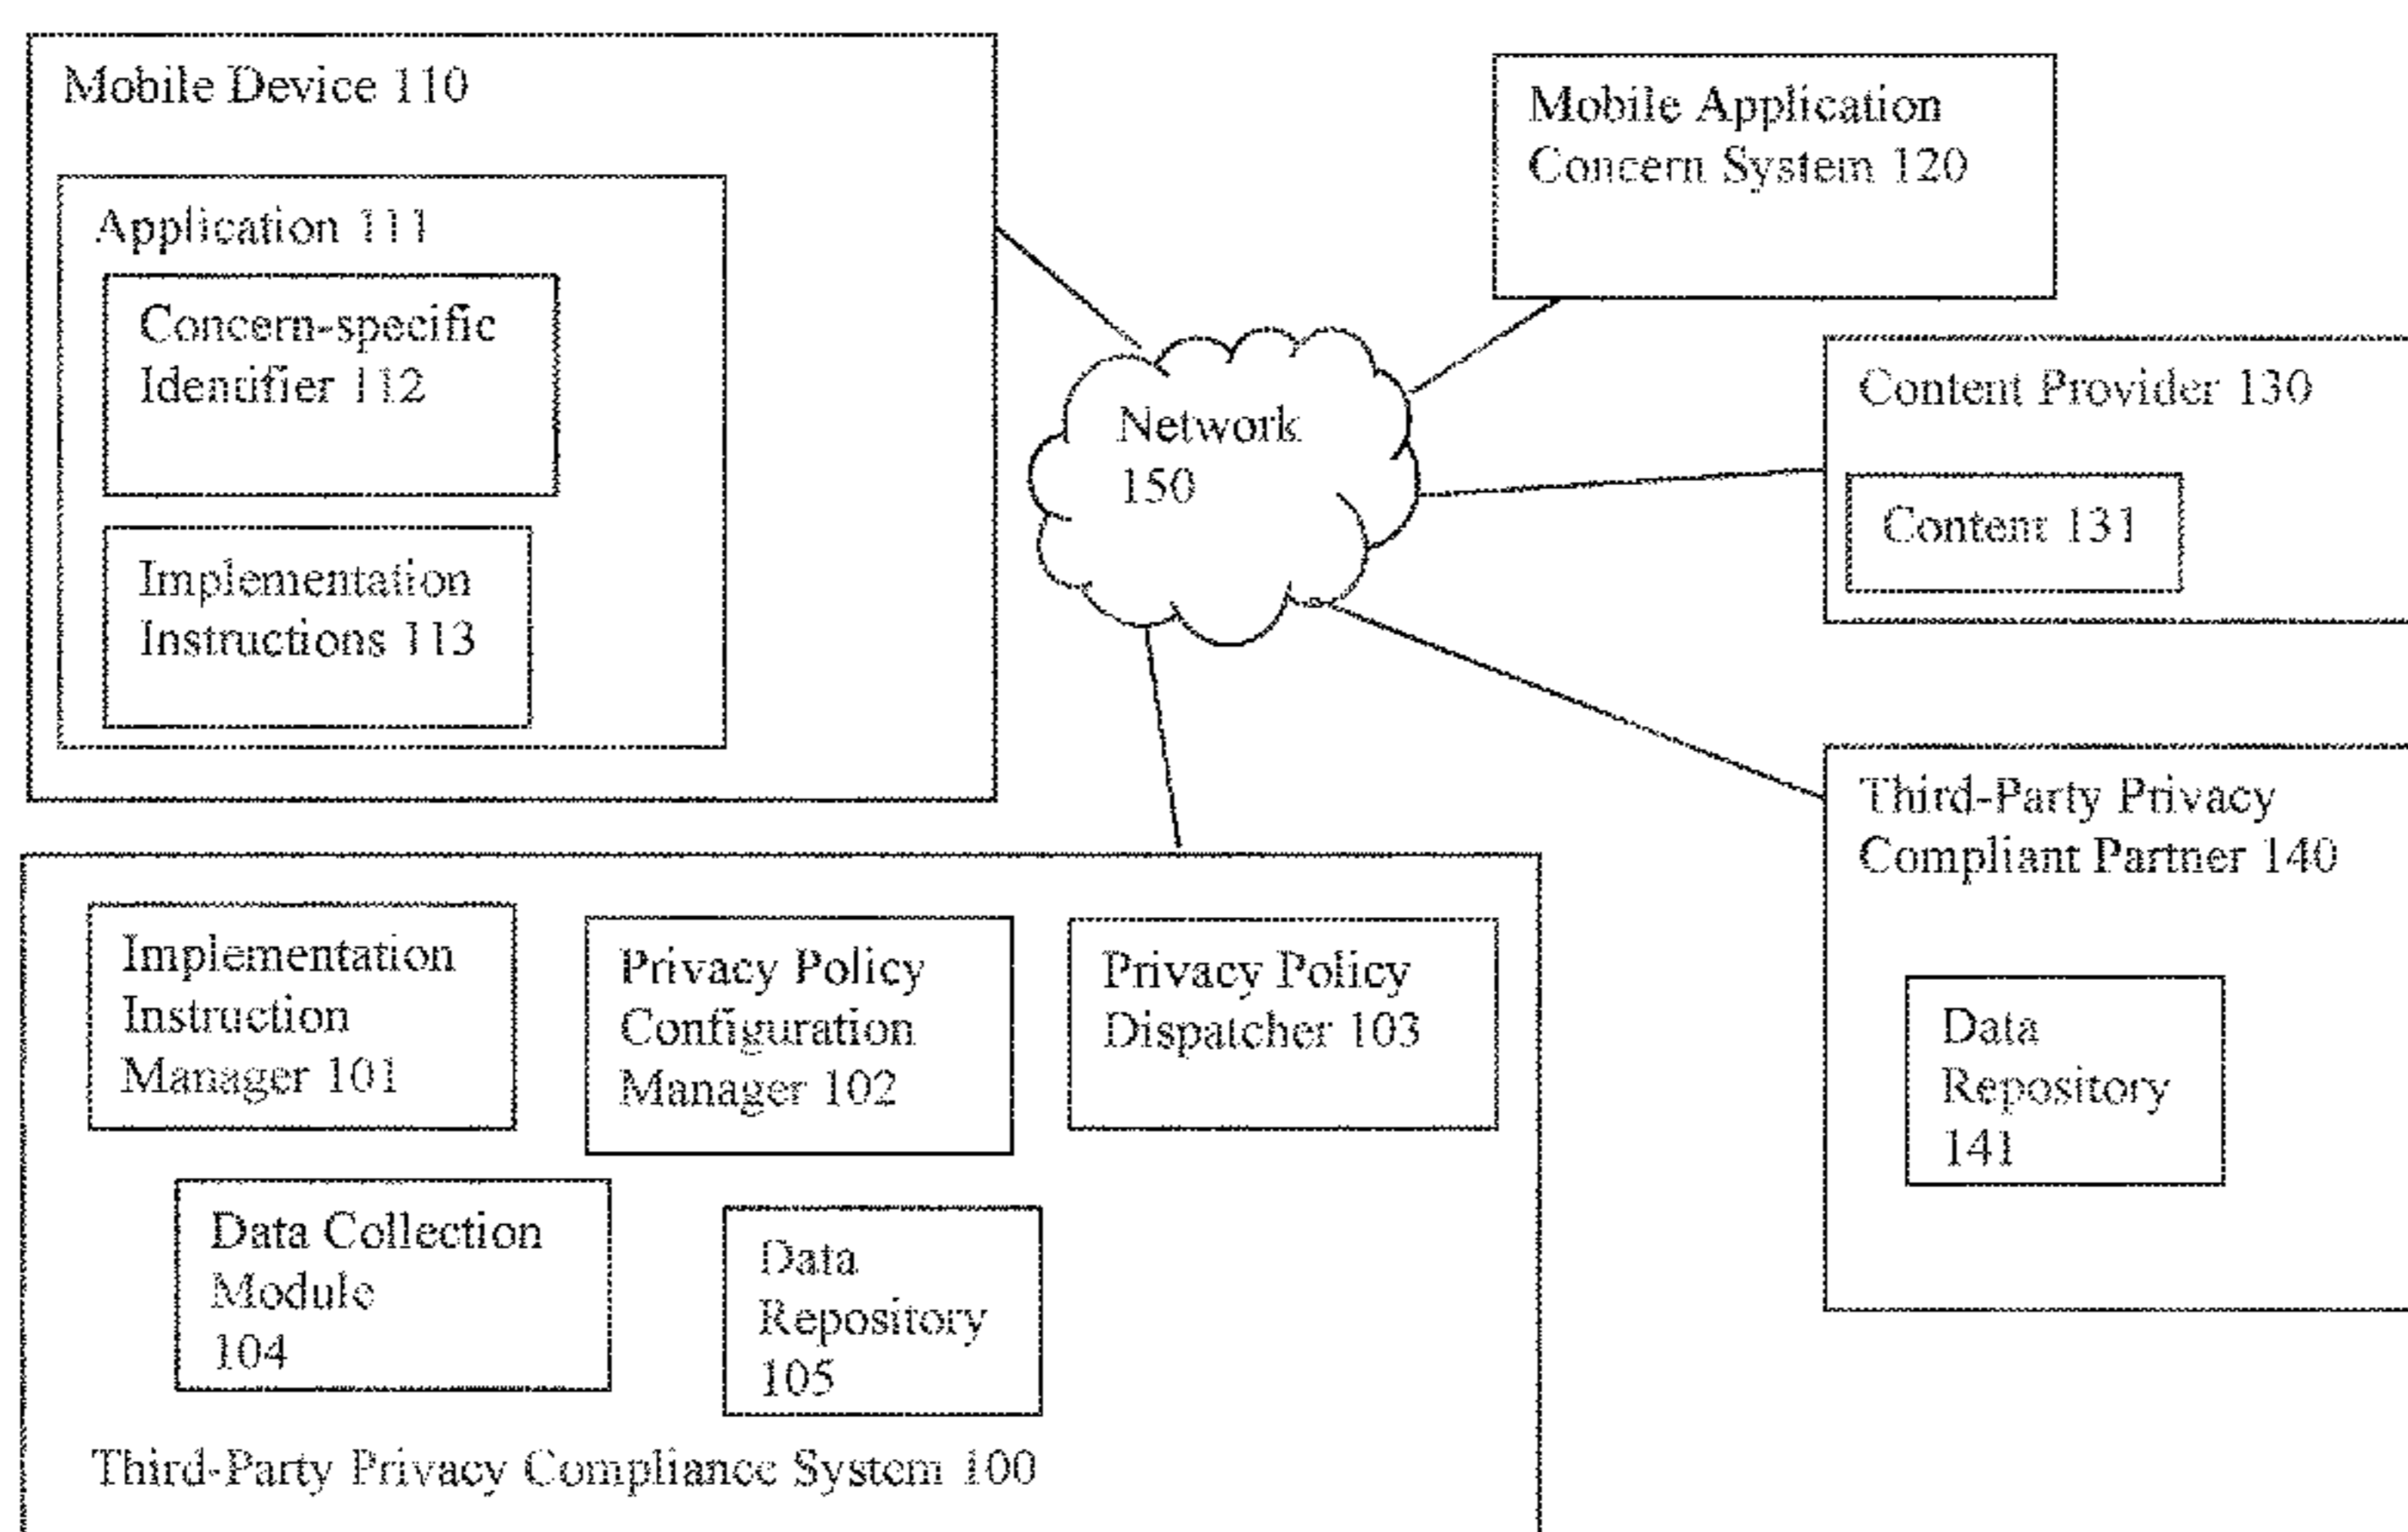 Mobile Device 110
Application 111
Concern-specific
Identifier 112
Implementation
Instructions 113
Network
150
Mobile Application
Concern System 120
Content Provider 130
Content 131
Third-Party Privacy
Compliant Partner 140
Data
Repository
141
Implementation
Instruction
Manager 101
Privacy Policy
Configuration
Manager 102
Privacy Policy
Dispatcher 103
Data Collection
Module
104
Data
Repository
105
Third-Party Privacy Compliance System 100